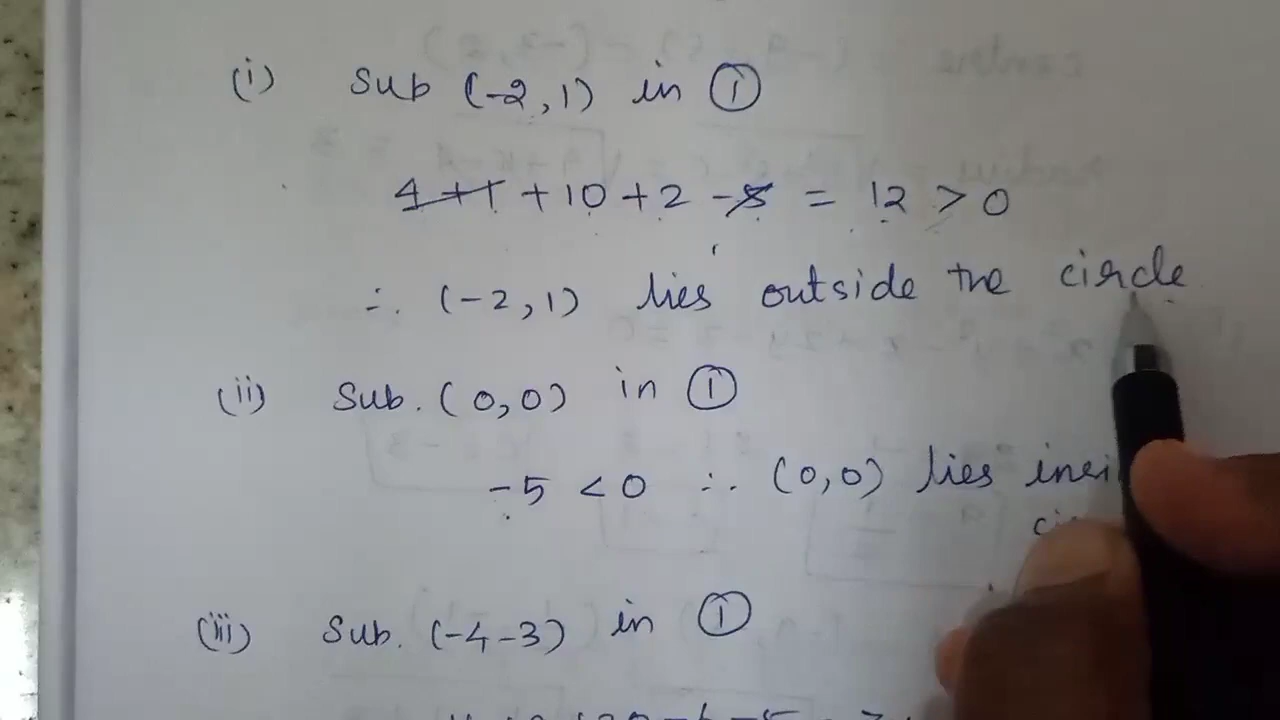 (i) Sub (-2,1) in ①
4+1 + 10 + 2 - 5 = 12 > 0
∴ (-2,1) lies outside the circle
(ii) Sub. (0,0) in ①
-5 < 0 ∴ (0,0) lies
(iii) Sub. (-4-3) in ①